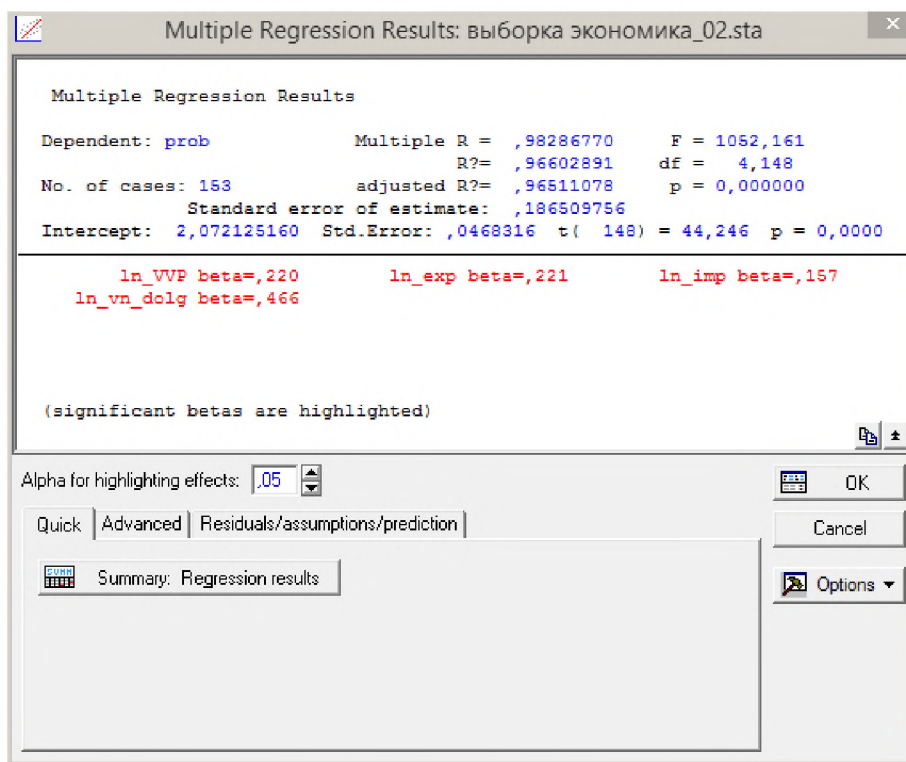 Multiple Regression Results: выборка экономика_02.sta
Multiple Regression Results
Dependent: prob Multiple R = ,98286770 F = 1052,161
R?= ,96602891 df = 4,148
No. of cases: 153 adjusted R?= ,96511078 p = 0,000000
Standard error of estimate: ,186509756
Intercept: 2,072125160 Std.Error: ,0468316 t( 148) = 44,246 p = 0,0000
ln_VVP beta=,220 ln_exp beta=,221 ln_imp beta=,157
ln_vn_dolg beta=,466
(significant betas are highlighted)
Alpha for highlighting effects: ,05
OK
Quick Advanced Residuals/assumptions/prediction
Cancel
Summary: Regression results
Options